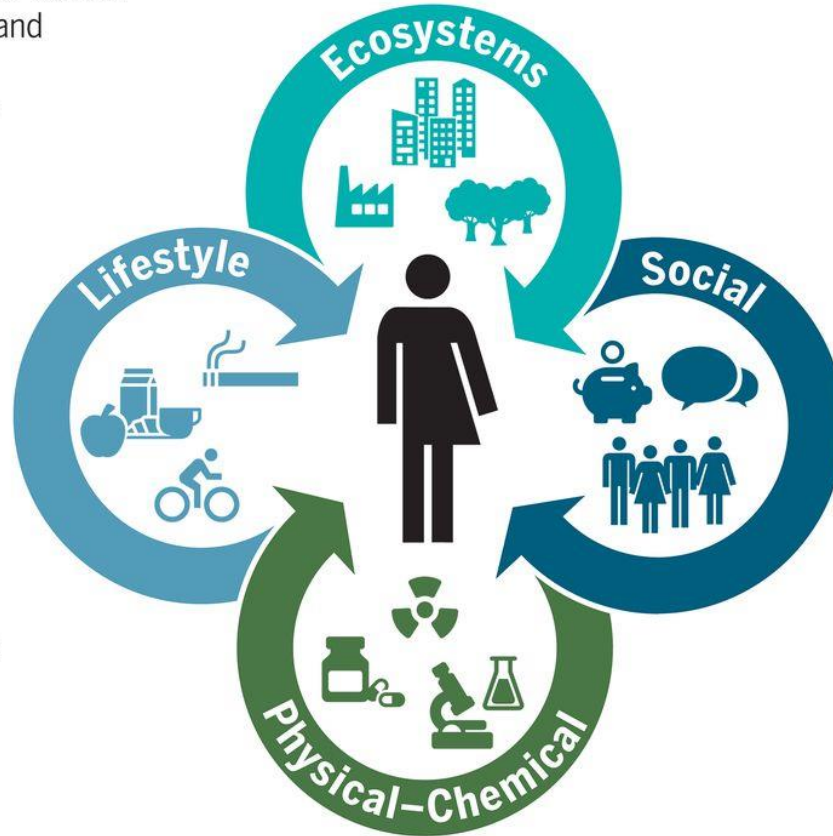 and
Ecosystems
Lifestyle
Social
Physical–Chemical